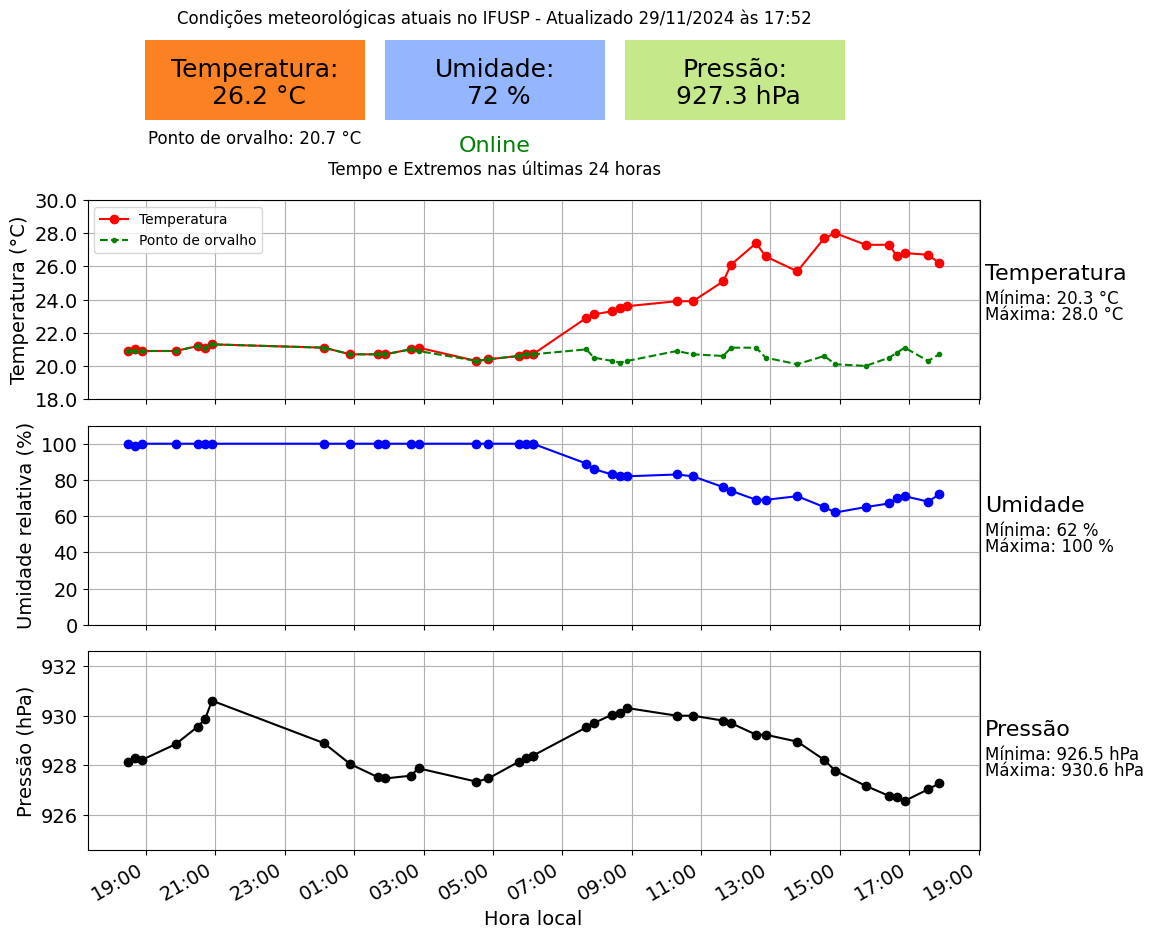 Condições meteorológicas atuais no IFUSP - Atualizado 29/11/2024 às 17:52
Temperatura:
26.2 °C
Umidade:
72 %
Pressão:
927.3 hPa
Ponto de orvalho: 20.7 °C
Online
Tempo e Extremos nas últimas 24 horas
Temperatura (°C)
30.0
28.0
26.0
24.0
22.0
20.0
18.0
Temperatura
Ponto de orvalho
Temperatura
Mínima: 20.3 °C
Máxima: 28.0 °C
Umidade relativa (%)
100
80
60
40
20
0
Umidade
Mínima: 62 %
Máxima: 100 %
Pressão (hPa)
932
930
928
926
Pressão
Mínima: 926.5 hPa
Máxima: 930.6 hPa
19:00 21:00 23:00 01:00 03:00 05:00 07:00 09:00 11:00 13:00 15:00 17:00 19:00
Hora local